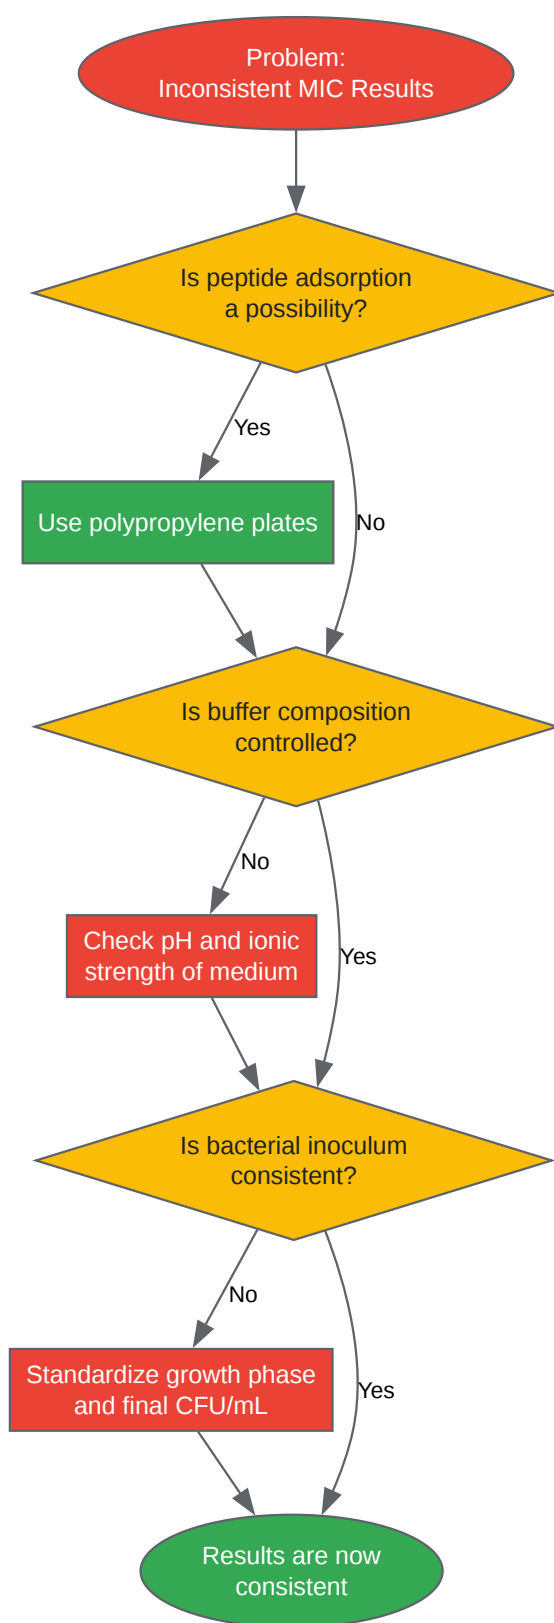 Problem:
Inconsistent MIC Results
Is peptide adsorption
a possibility?
Yes
Use polypropylene plates
No
Is buffer composition
controlled?
No
Check pH and ionic
strength of medium
Yes
Is bacterial inoculum
consistent?
No
Standardize growth phase
and final CFU/mL
Yes
Results are now
consistent